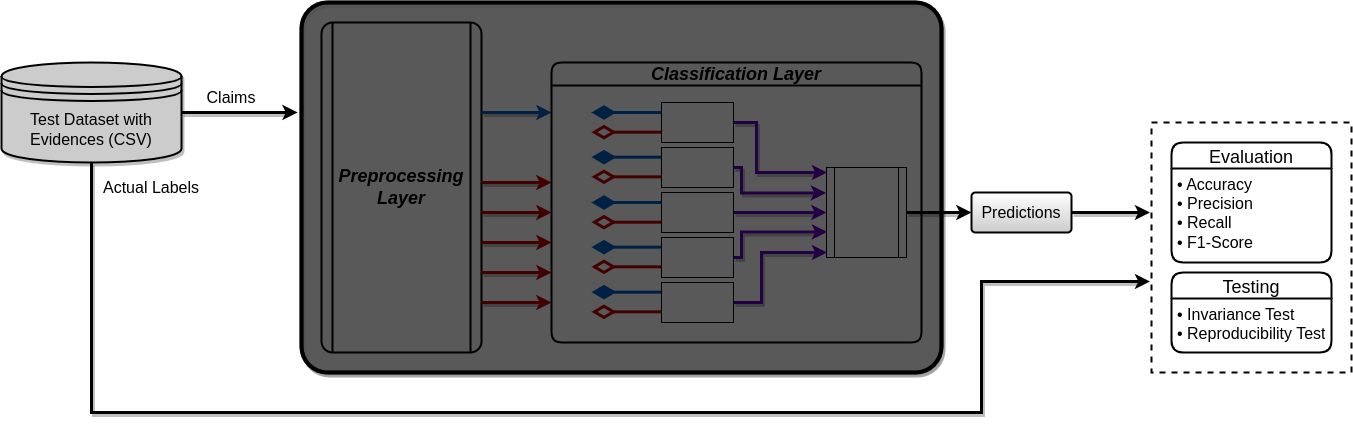 Test Dataset with
Evidences (CSV)
Claims
Actual Labels
Preprocessing
Layer
Classification Layer
Predictions
Evaluation
• Accuracy
• Precision
• Recall
• F1-Score
Testing
• Invariance Test
• Reproducibility Test